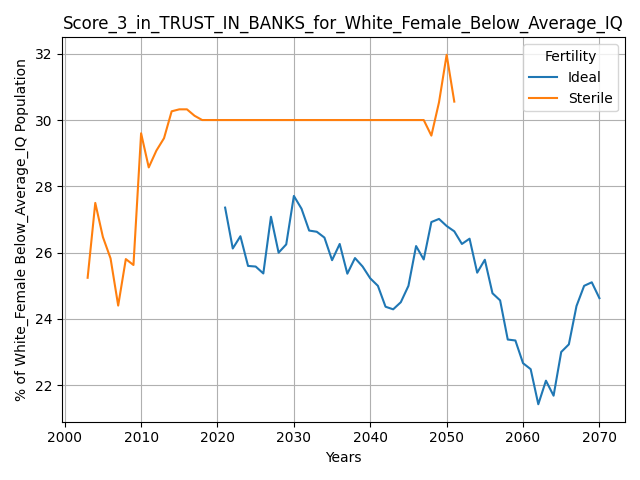 Score_3_in_TRUST_IN_BANKS_for_White_Female_Below_Average_IQ
% of White_Female Below_Average_IQ Population
32
30
28
26
24
22
Fertility
Ideal
Sterile
2000 2010 2020 2030 2040 2050 2060 2070
Years